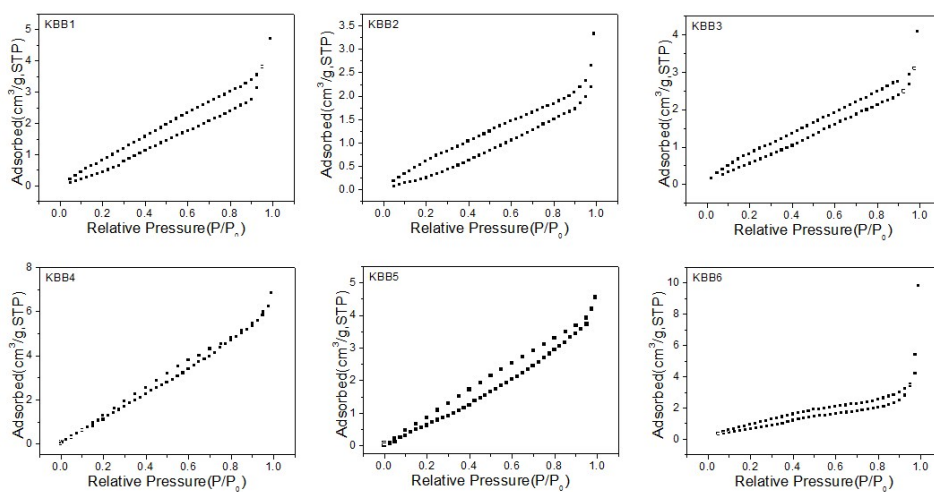 KBB1
Adsorbed(cm³/g,STP)
5
4
3
2
1
0
0.0 0.2 0.4 0.6 0.8 1.0
Relative Pressure(P/P₀)
KBB2
Adsorbed(cm³/g,STP)
3.5
3.0
2.5
2.0
1.5
1.0
0.5
0.0
0.0 0.2 0.4 0.6 0.8 1.0
Relative Pressure(P/P₀)
KBB3
Adsorbed(cm³/g,STP)
4
3
2
1
0
0.0 0.2 0.4 0.6 0.8 1.0
Relative Pressure(P/P₀)
KBB4
Adsorbed(cm³/g,STP)
8
6
4
2
0
0.0 0.2 0.4 0.6 0.8 1.0
Relative Pressure(P/P₀)
KBB5
Adsorbed(cm³/g,STP)
5
4
3
2
1
0
0.0 0.2 0.4 0.6 0.8 1.0
Relative Pressure(P/P₀)
KBB6
Adsorbed(cm³/g,STP)
10
8
6
4
2
0
0.0 0.2 0.4 0.6 0.8 1.0
Relative Pressure(P/P₀)